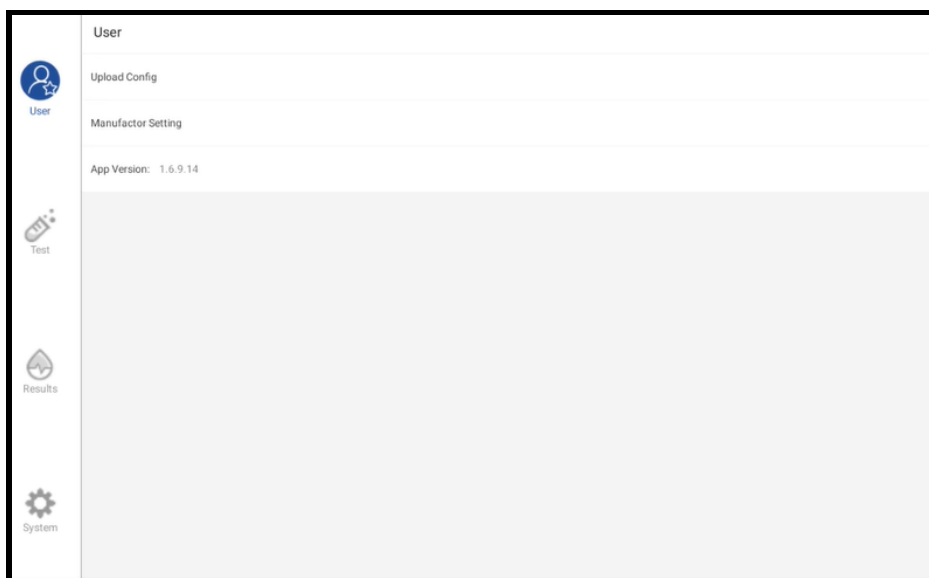 User
Upload Config
User
Manufactor Setting
App Version: 1.6.9.14
Test
Results
System